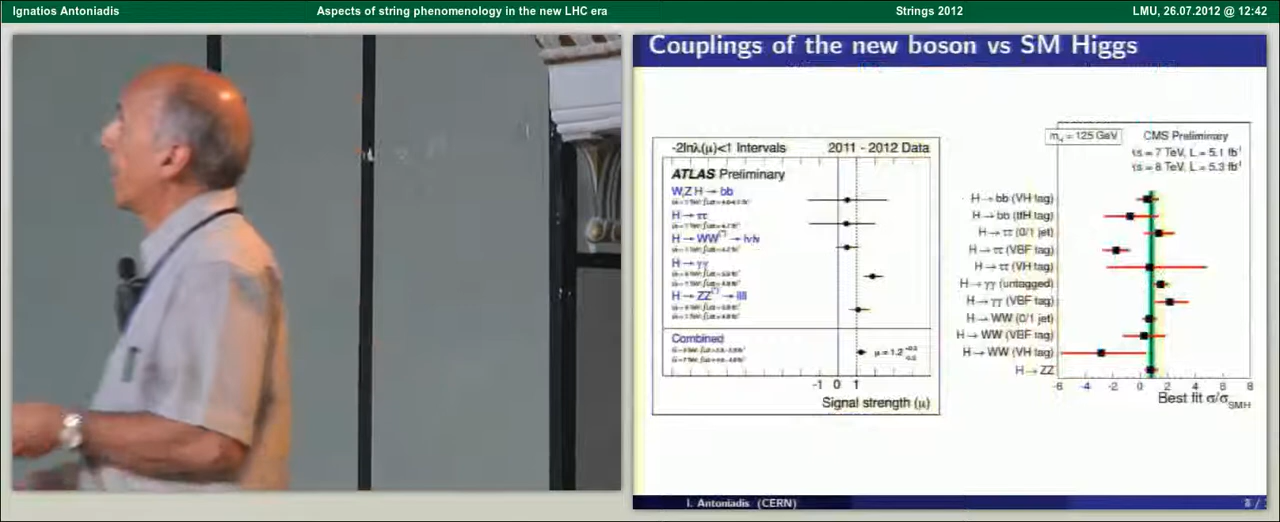 Ignatios Antoniadis
Aspects of string phenomenology in the new LHC era
Strings 2012
LMU, 26.07.2012 @ 12:42
Couplings of the new boson vs SM Higgs
-2lnλ(μ)<1 Intervals
2011 - 2012 Data
ATLAS Preliminary
W,Z H → bb
H → ττ
H → WW(*) → lνlν
H → γγ
H → ZZ(*) → llll
Combined
μ = 1.2
-1 0 1
Signal strength (μ)
m = 125 GeV
CMS Preliminary
√s = 7 TeV, L = 5.1 fb-1
√s = 8 TeV, L = 5.3 fb-1
H → bb (VH tag)
H → bb (ttH tag)
H → ττ (0/1 jet)
H → ττ (VBF tag)
H → ττ (VH tag)
H → γγ (untagged)
H → γγ (VBF tag)
H → WW (0/1 jet)
H → WW (VBF tag)
H → WW (VH tag)
H → ZZ
-6 -4 -2 0 2 4 6 8
Best fit σ/σSMH
I. Antoniadis (CERN)
8 /